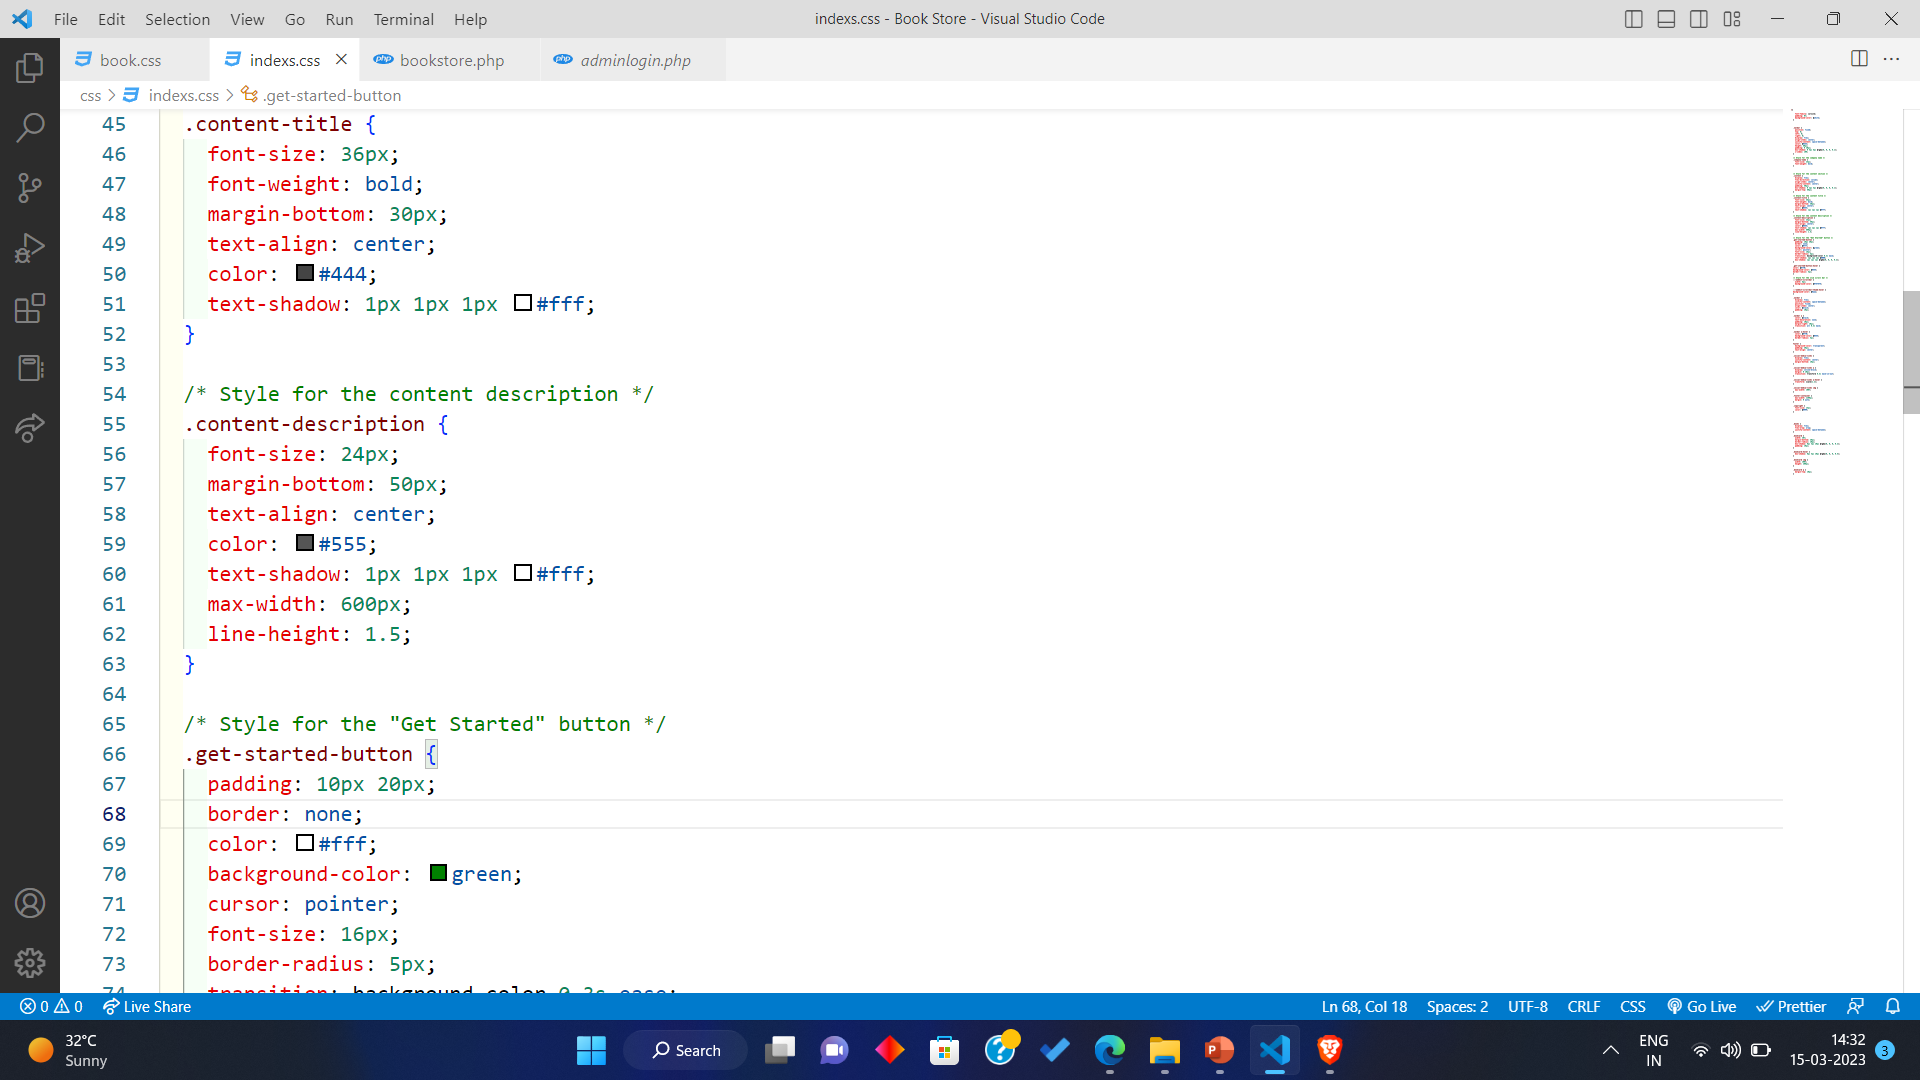 File Edit Selection View Go Run Terminal Help
indexs.css - Book Store - Visual Studio Code
book.css
indexs.css
bookstore.php
adminlogin.php
css > indexs.css > .get-started-button
45 .content-title {
46 font-size: 36px;
47 font-weight: bold;
48 margin-bottom: 30px;
49 text-align: center;
50 color: #444;
51 text-shadow: 1px 1px 1px #fff;
52 }
53
54 /* Style for the content description */
55 .content-description {
56 font-size: 24px;
57 margin-bottom: 50px;
58 text-align: center;
59 color: #555;
60 text-shadow: 1px 1px 1px #fff;
61 max-width: 600px;
62 line-height: 1.5;
63 }
64
65 /* Style for the "Get Started" button */
66 .get-started-button {
67 padding: 10px 20px;
68 border: none;
69 color: #fff;
70 background-color: green;
71 cursor: pointer;
72 font-size: 16px;
73 border-radius: 5px;
74 transition: background-color 0.3s ease;
0 0 Live Share
Ln 68, Col 18 Spaces: 2 UTF-8 CRLF CSS Go Live Prettier
32°C
Sunny
Search
ENG
IN
14:32
15-03-2023
3